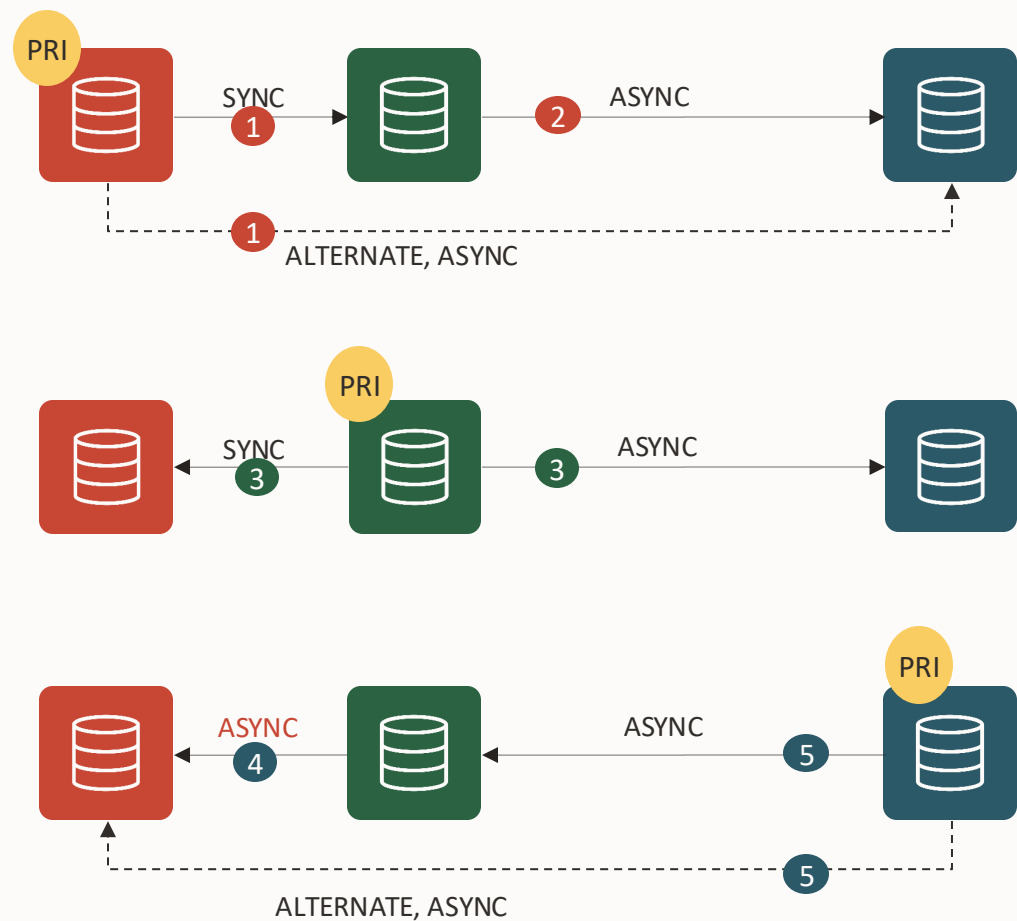 PRI
SYNC
1
2
ASYNC
1
ALTERNATE, ASYNC
PRI
SYNC
3
3
ASYNC
PRI
ASYNC
4
ASYNC
5
5
ALTERNATE, ASYNC